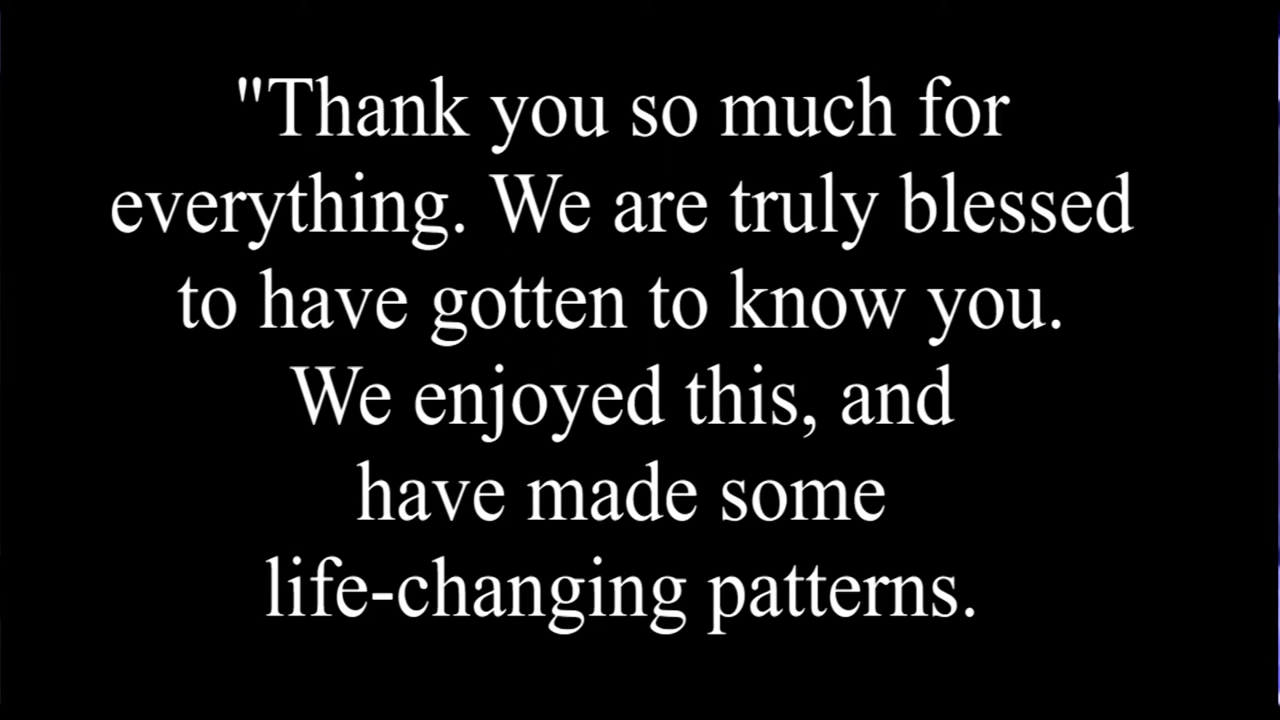 "Thank you so much for
everything. We are truly blessed
to have gotten to know you.
We enjoyed this, and
have made some
life-changing patterns.